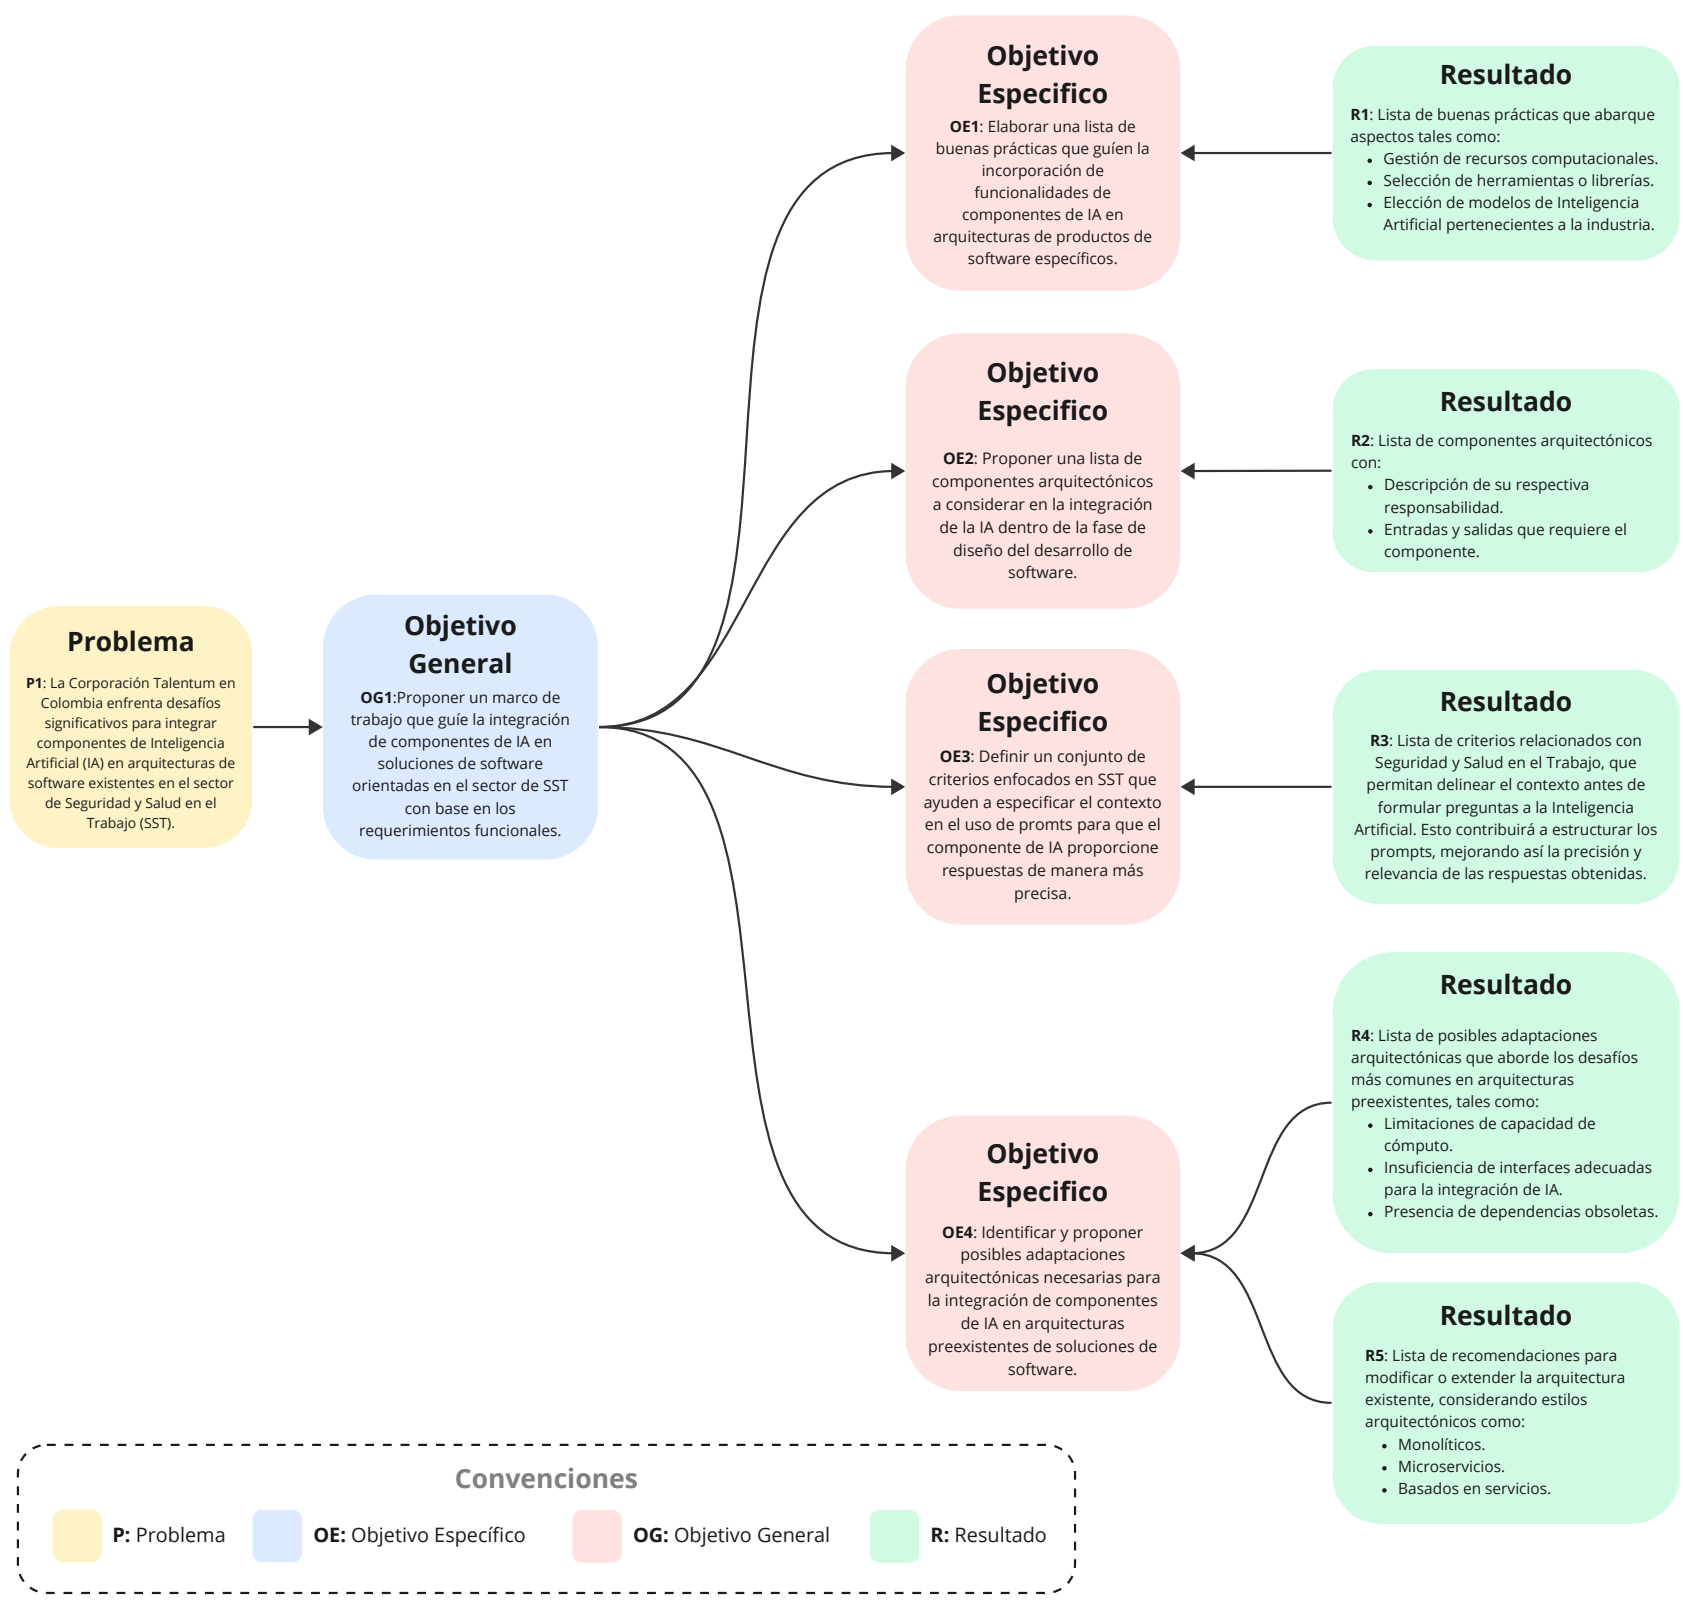 Problema
P1: La Corporación Talentum en
Colombia enfrenta desafíos
significativos para integrar
componentes de Inteligencia
Artificial (IA) en arquitecturas de
software existentes en el sector
de Seguridad y Salud en el
Trabajo (SST).
Objetivo
General
OG1:Proponer un marco de
trabajo que guíe la integración
de componentes de IA en
soluciones de software
orientadas en el sector de SST
con base en los
requerimientos funcionales.
Objetivo
Especifico
OE1: Elaborar una lista de
buenas prácticas que guíen la
incorporación de
funcionalidades de
componentes de IA en
arquitecturas de productos de
software específicos.
Resultado
R1: Lista de buenas prácticas que abarque
aspectos tales como:
• Gestión de recursos computacionales.
• Selección de herramientas o librerías.
• Elección de modelos de Inteligencia
Artificial pertenecientes a la industria.
Objetivo
Especifico
OE2: Proponer una lista de
componentes arquitectónicos
a considerar en la integración
de la IA dentro de la fase de
diseño del desarrollo de
software.
Resultado
R2: Lista de componentes arquitectónicos
con:
• Descripción de su respectiva
responsabilidad.
• Entradas y salidas que requiere el
componente.
Objetivo
Especifico
OE3: Definir un conjunto de
criterios enfocados en SST que
ayuden a especificar el contexto
en el uso de promts para que el
componente de IA proporcione
respuestas de manera más
precisa.
Resultado
R3: Lista de criterios relacionados con
Seguridad y Salud en el Trabajo, que
permitan delinear el contexto antes de
formular preguntas a la Inteligencia
Artificial. Esto contribuirá a estructurar los
prompts, mejorando así la precisión y
relevancia de las respuestas obtenidas.
Objetivo
Especifico
OE4: Identificar y proponer
posibles adaptaciones
arquitectónicas necesarias para
la integración de componentes
de IA en arquitecturas
preexistentes de soluciones de
software.
Resultado
R4: Lista de posibles adaptaciones
arquitectónicas que aborde los desafíos
más comunes en arquitecturas
preexistentes, tales como:
• Limitaciones de capacidad de
cómputo.
• Insuficiencia de interfaces adecuadas
para la integración de IA.
• Presencia de dependencias obsoletas.
Resultado
R5: Lista de recomendaciones para
modificar o extender la arquitectura
existente, considerando estilos
arquitectónicos como:
• Monolíticos.
• Microservicios.
• Basados en servicios.
Convenciones
P: Problema
OE: Objetivo Específico
OG: Objetivo General
R: Resultado